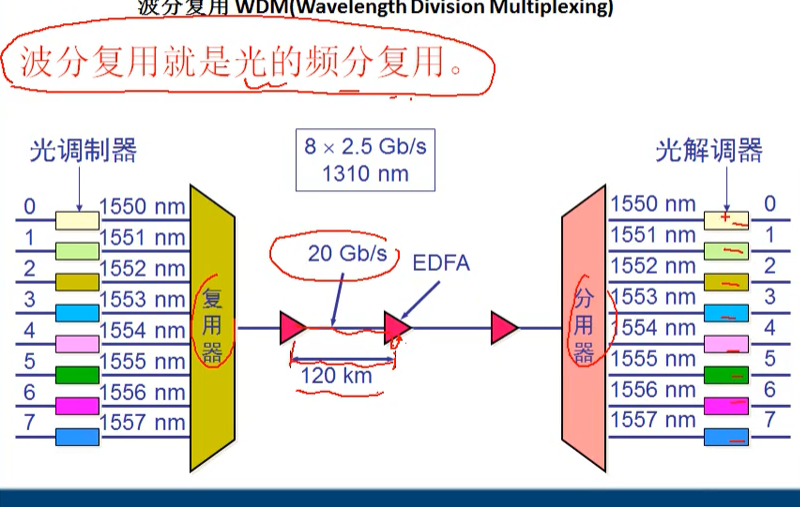 波分复用 WDM(Wavelength Division Multiplexing)
波分复用就是光的频分复用。
光调制器
8 × 2.5 Gb/s
1310 nm
光解调器
0
1550 nm
1
1551 nm
2
1552 nm
3
1553 nm
4
1554 nm
5
1555 nm
6
1556 nm
7
1557 nm
复用器
20 Gb/s
EDFA
120 km
分用器
1550 nm
0
1551 nm
1
1552 nm
2
1553 nm
3
1554 nm
4
1555 nm
5
1556 nm
6
1557 nm
7